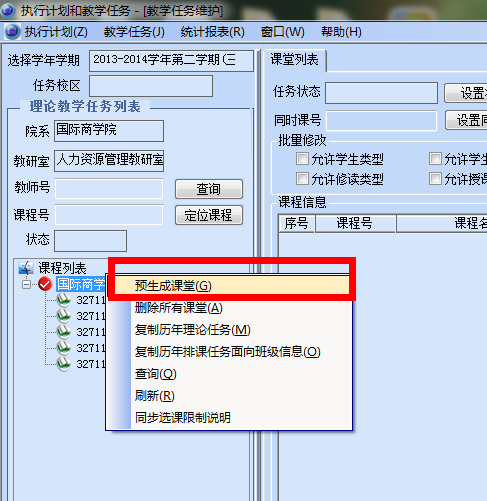 执行计划和教学任务 - [教学任务维护]
执行计划(Z) 教学任务(J) 统计报表(R) 窗口(W) 帮助(H)
选择学年学期 2013-2014学年第二学期(三
任务校区
理论教学任务列表
院系 国际商学院
教研室 人力资源管理教研室
教师号 查询
课程号 定位课程
状态
课程列表
国际商学
32711
32711
32711
32711
预生成课堂(G)
删除所有课堂(A)
复制历年理论任务(M)
复制历年排课任务面向班级信息(O)
查询(Q)
刷新(R)
同步选课限制说明
课堂列表
任务状态 设置
同时课号 设置
批量修改
允许学生类型 允许学
允许修读类型 允许授
课程信息
序号 课程号 课程名